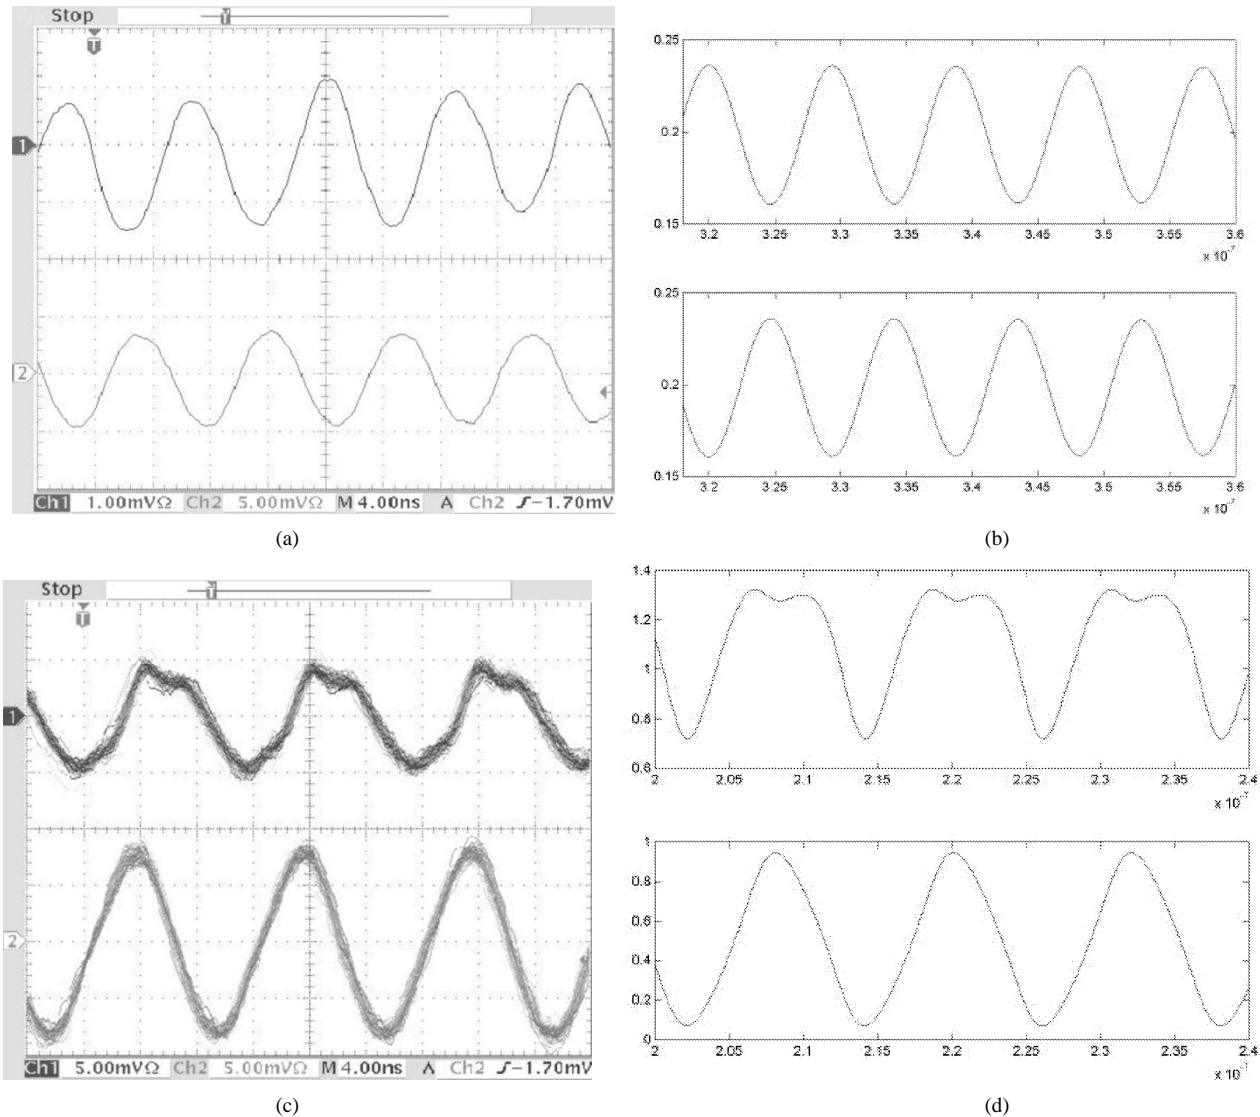 Stop
T
T
1
2
Ch1 1.00mVΩ Ch2 5.00mVΩ M 4.00ns A Ch2 ∫−1.70mV
(a)
0.25
0.2
0.15
3.2 3.25 3.3 3.35 3.4 3.45 3.5 3.55 3.6
x 10⁻⁷
0.25
0.2
0.15
3.2 3.25 3.3 3.35 3.4 3.45 3.5 3.55 3.6
x 10⁻⁷
(b)
Stop
T
T
1
2
Ch1 5.00mVΩ Ch2 5.00mVΩ M 4.00ns A Ch2 ∫−1.70mV
(c)
1.4
1.2
1
0.8
0.6
2 2.05 2.1 2.15 2.2 2.25 2.3 2.35 2.4
x 10⁻⁷
1
0.8
0.6
0.4
0.2
0
2 2.05 2.1 2.15 2.2 2.25 2.3 2.35 2.4
x 10⁻⁷
(d)